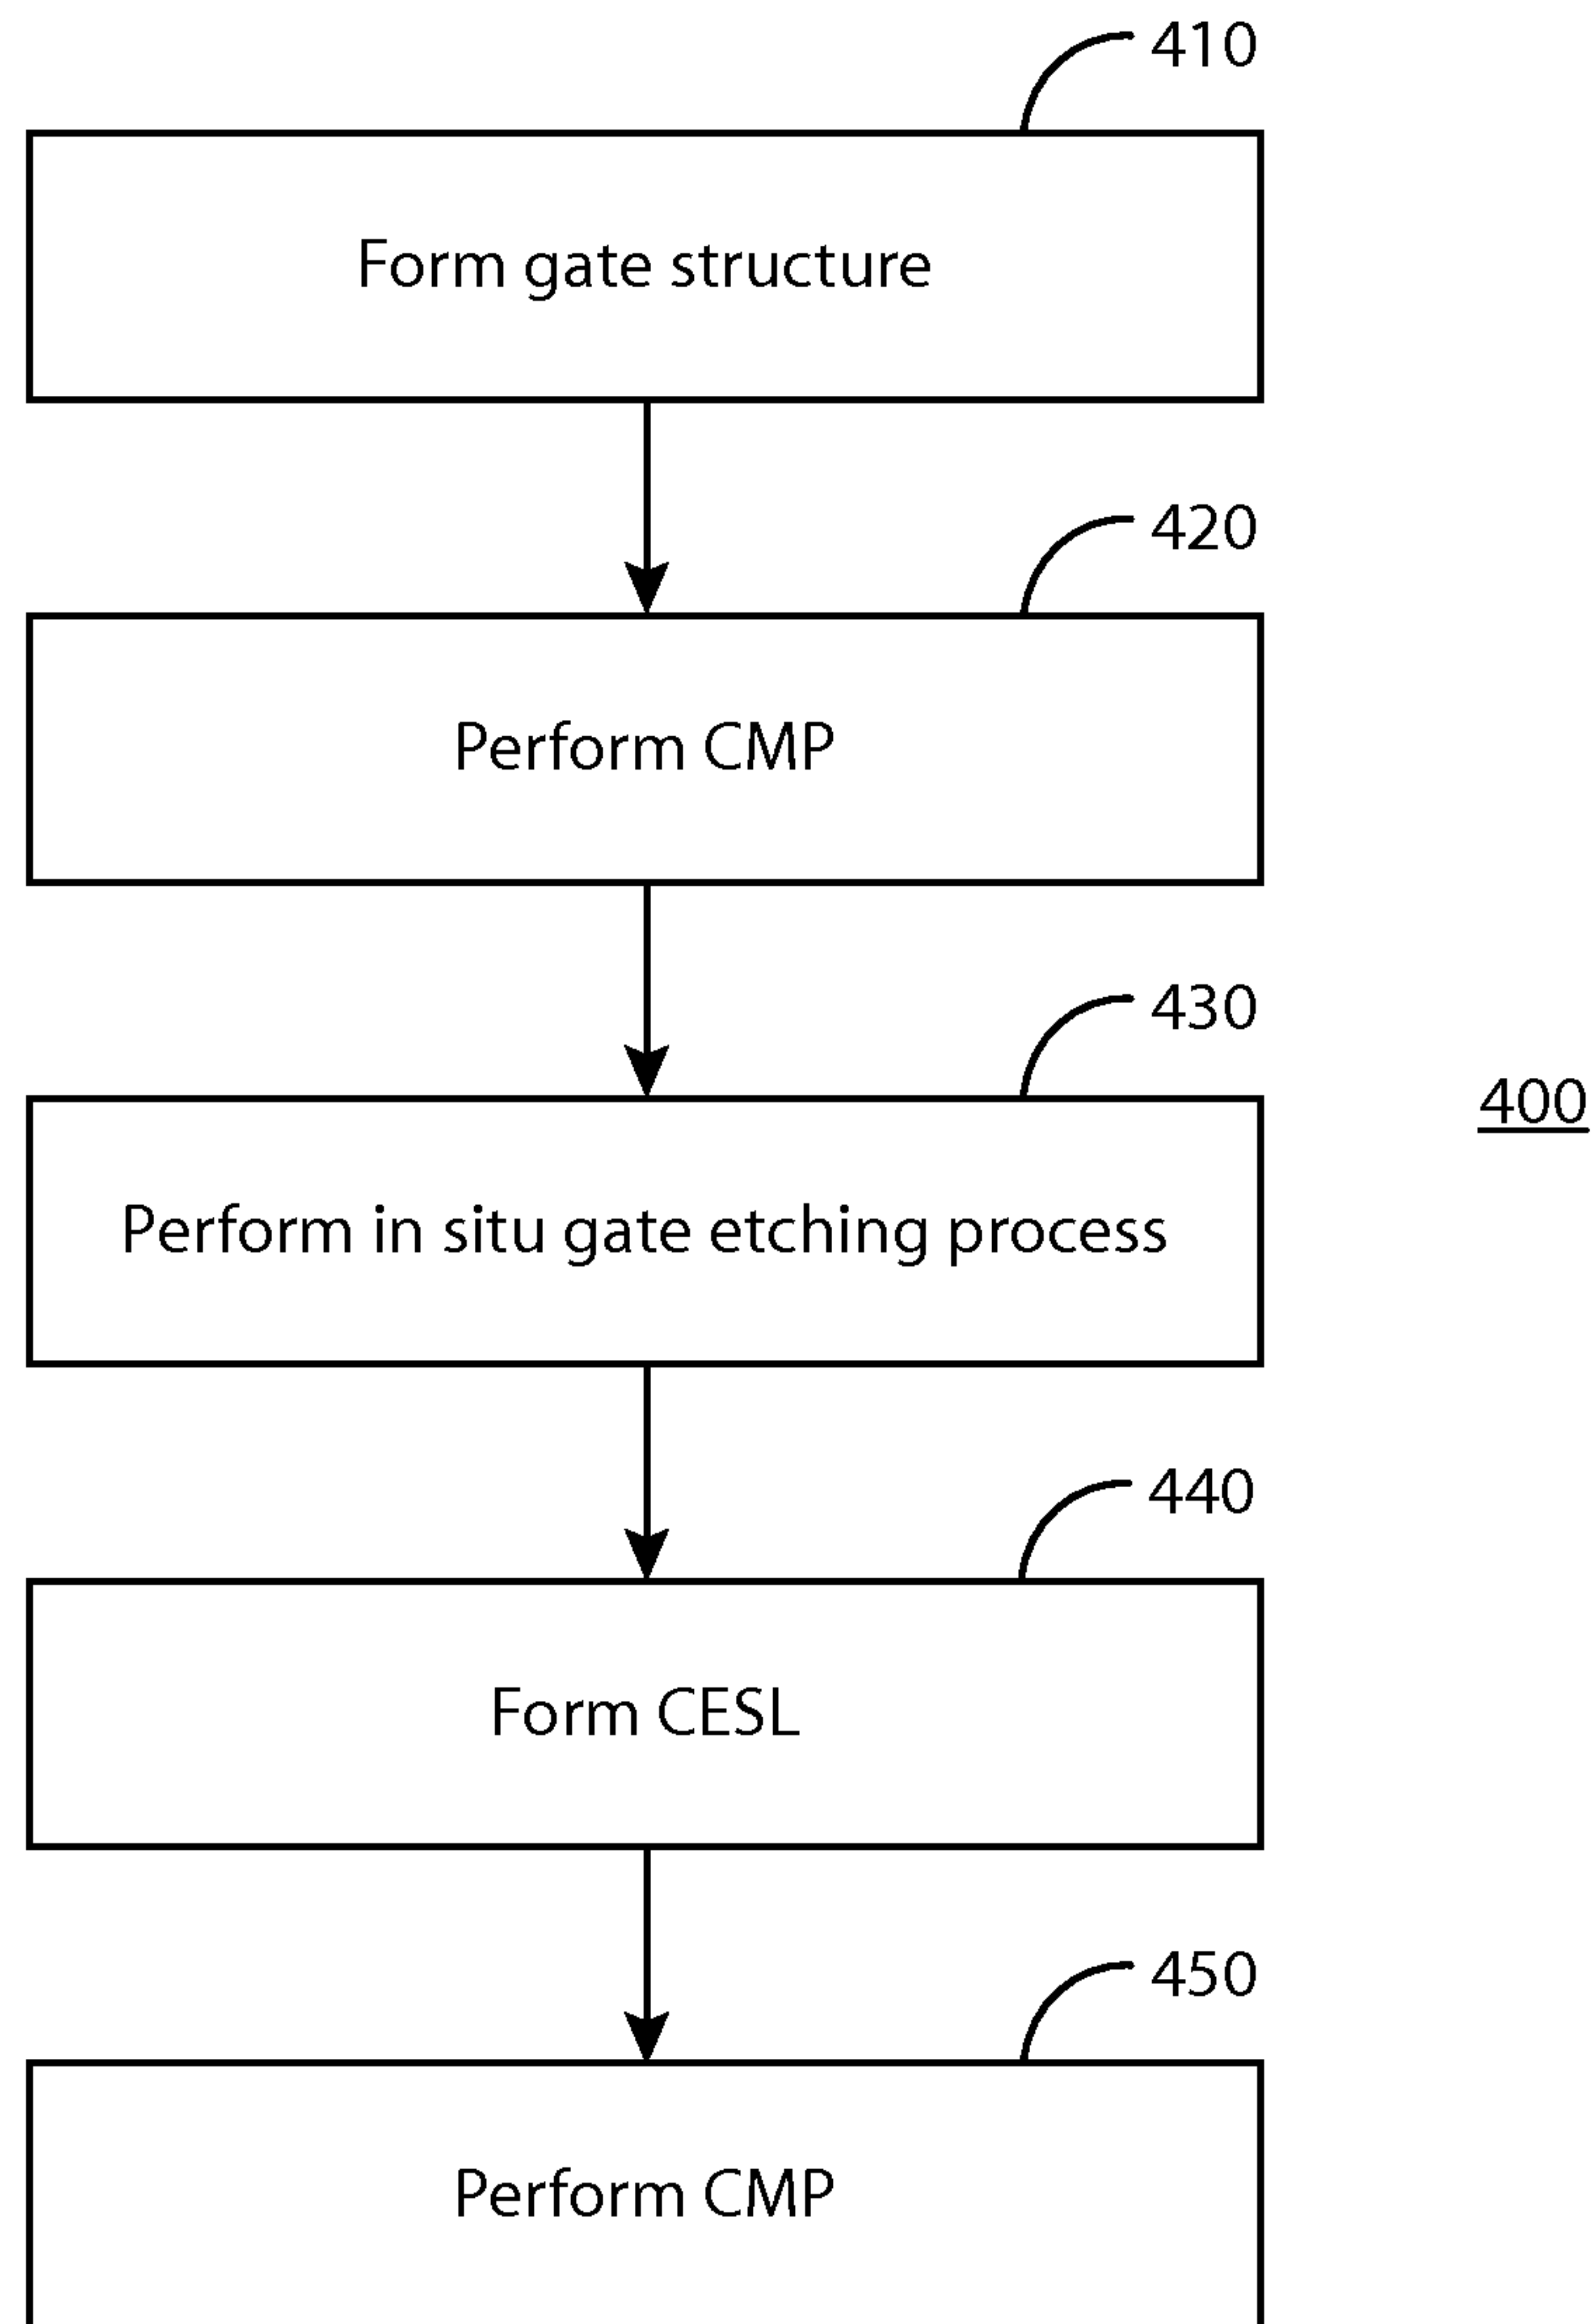 410
Form gate structure
420
Perform CMP
430
400
Perform in situ gate etching process
440
Form CESL
450
Perform CMP